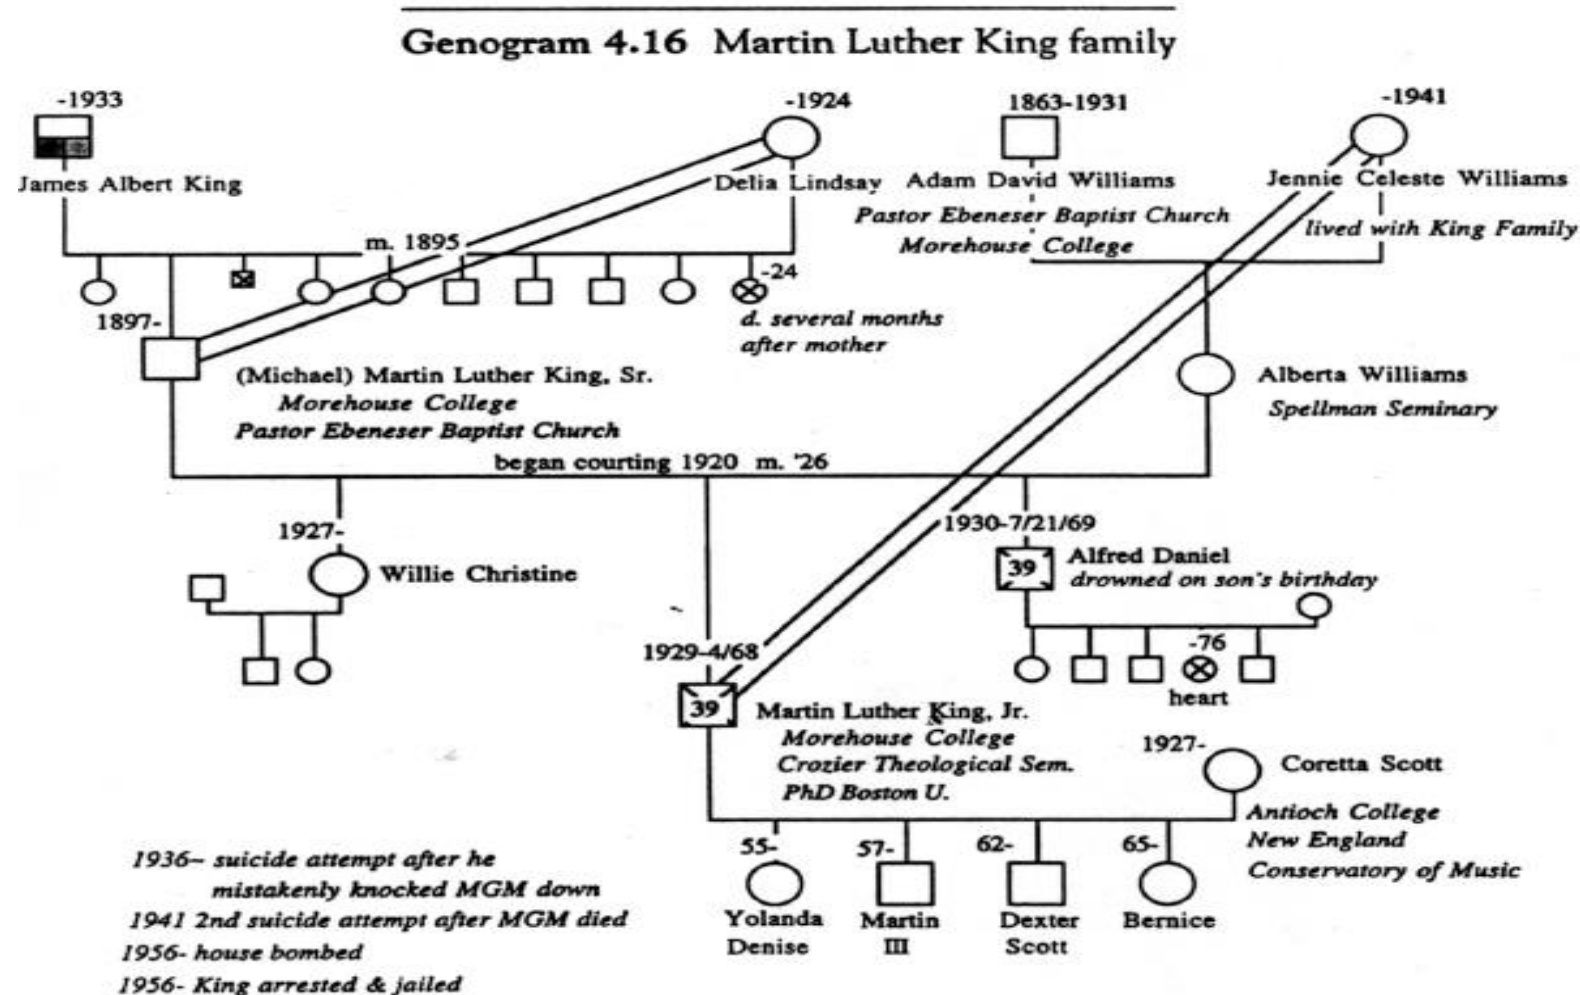 Genogram 4.16 Martin Luther King family
-1933
-1924
1863-1931
-1941
James Albert King
Delia Lindsay
Adam David Williams
Jennie Celeste Williams
Pastor Ebeneser Baptist Church
Morehouse College
lived with King Family
m. 1895
-24
d. several months
after mother
1897-
(Michael) Martin Luther King, Sr.
Morehouse College
Pastor Ebeneser Baptist Church
Alberta Williams
Spellman Seminary
began courting 1920 m. '26
1927-
Willie Christine
1930-7/21/69
39
Alfred Daniel
drowned on son's birthday
-76
heart
1929-4/68
39
Martin Luther King, Jr.
Morehouse College
Crozier Theological Sem.
PhD Boston U.
1927-
Coretta Scott
Antioch College
New England
Conservatory of Music
55-
57-
62-
65-
Yolanda
Denise
Martin
III
Dexter
Scott
Bernice
1936- suicide attempt after he
mistakenly knocked MGM down
1941 2nd suicide attempt after MGM died
1956- house bombed
1956- King arrested & jailed